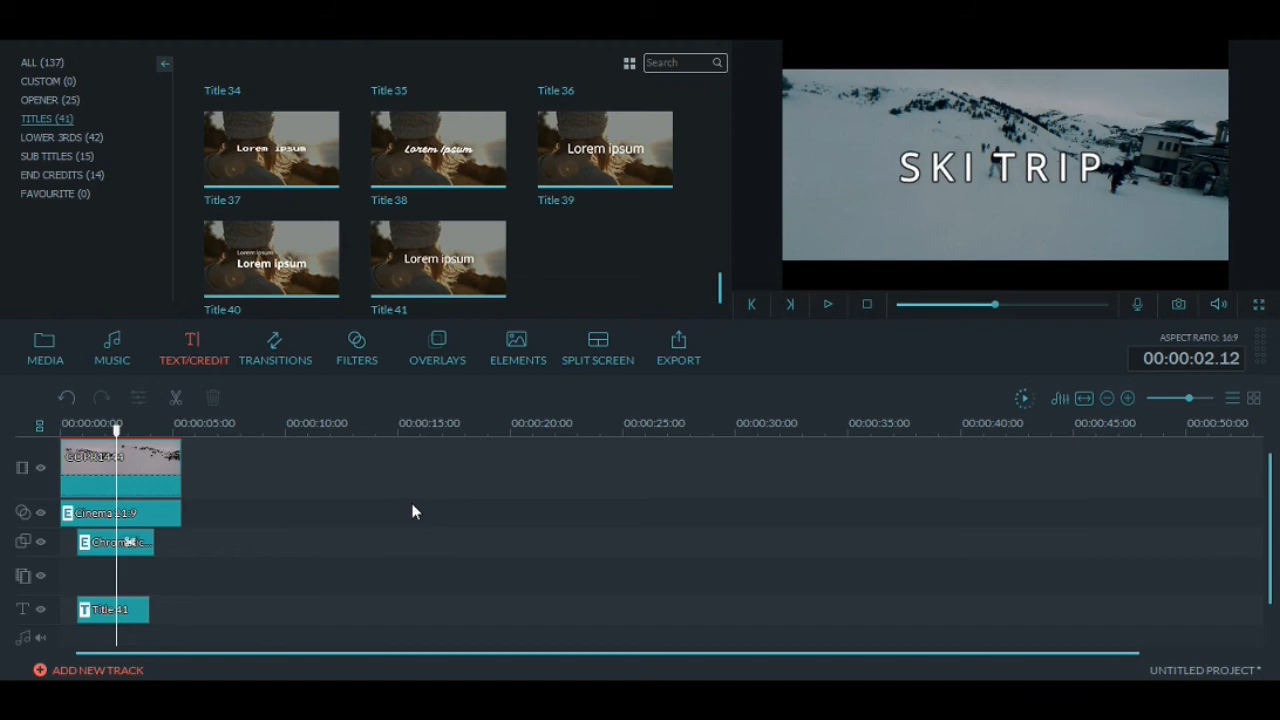 ALL (137)
CUSTOM (0)
OPENER (25)
TITLES (41)
LOWER 3RDS (42)
SUB TITLES (15)
END CREDITS (14)
FAVOURITE (0)
Search
Title 34
Title 35
Title 36
Lorem ipsum
Lorem Ipsum
Lorem ipsum
Title 37
Title 38
Title 39
Lorem ipsum
Lorem ipsum
Lorem ipsum
Title 40
Title 41
SKI TRIP
MEDIA
MUSIC
TEXT/CREDIT
TRANSITIONS
FILTERS
OVERLAYS
ELEMENTS
SPLIT SCREEN
EXPORT
ASPECT RATIO: 16:9
00:00:02.12
00:00:00:00
00:00:05:00
00:00:10:00
00:00:15:00
00:00:20:00
00:00:25:00
00:00:30:00
00:00:35:00
00:00:40:00
00:00:45:00
00:00:50:00
E Cinema 21:9
E
T Title 41
ADD NEW TRACK
UNTITLED PROJECT *